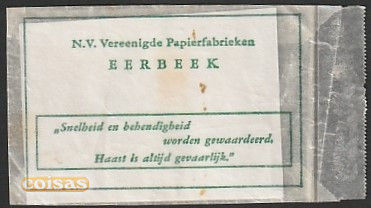 N.V. Vereenigde Papierfabrieken
EERBEEK
„Snelheid en behendigheid
worden gewaardeerd.
Haast is altijd gevaarlijk.”
coisas